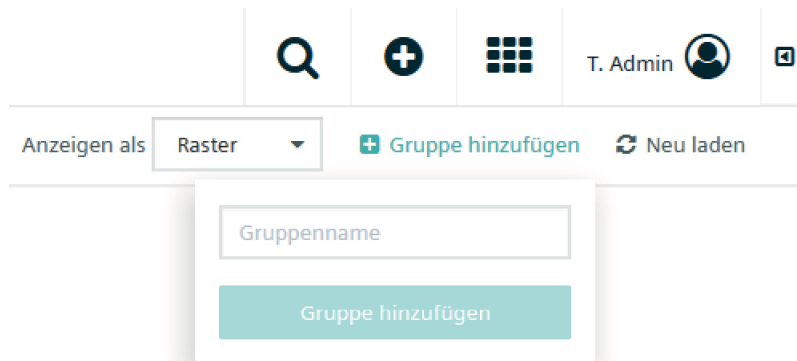 T. Admin
Anzeigen als Raster Gruppe hinzufügen Neu laden
Gruppenname
Gruppe hinzufügen